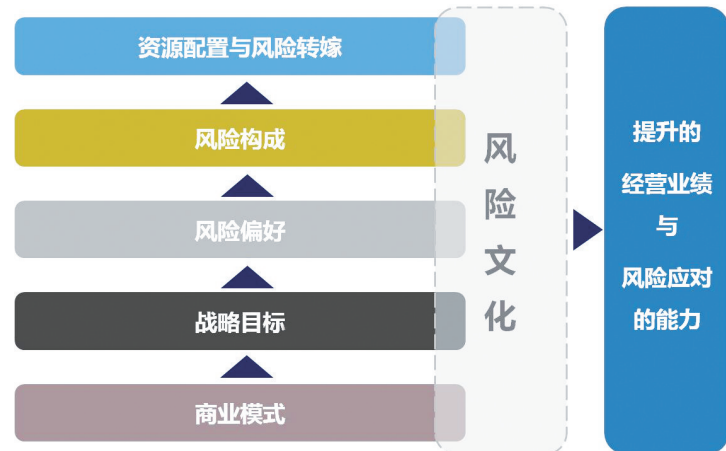 资源配置与风险转嫁
风险构成
风险偏好
战略目标
商业模式
风
险
文
化
提升的
经营业绩
与
风险应对
的能力